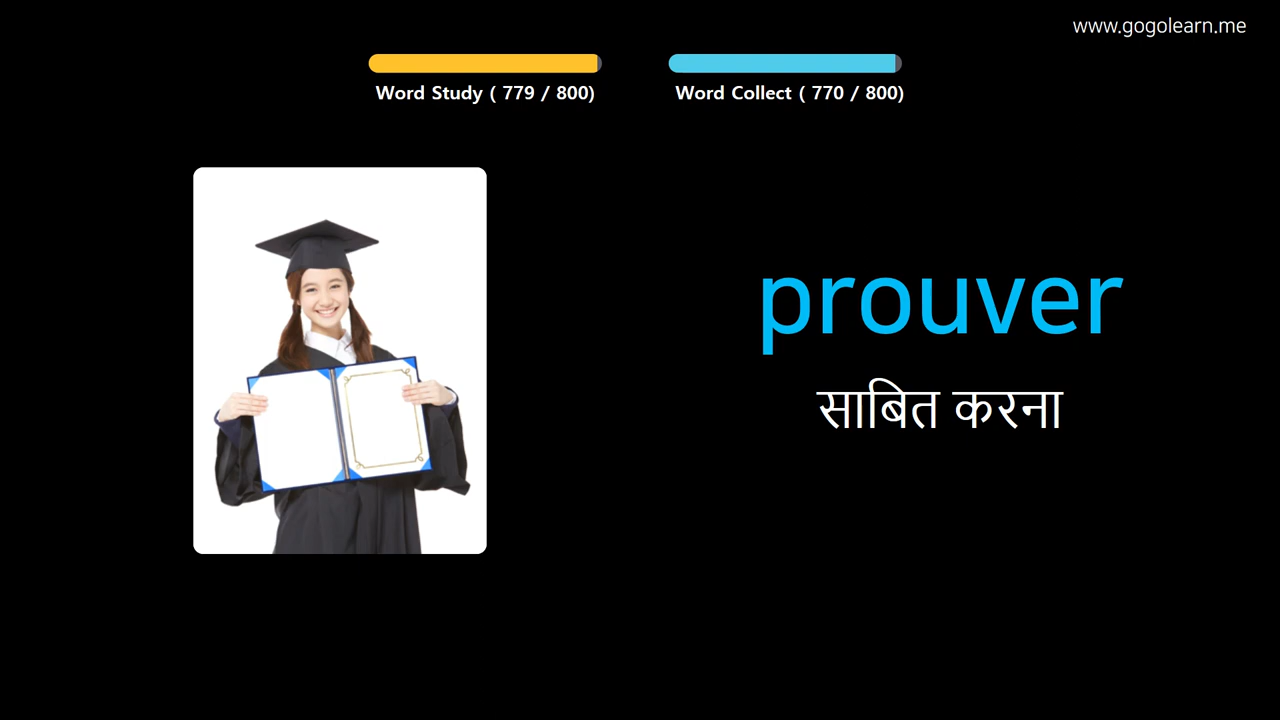 www.gogolearn.me
Word Study ( 779 / 800)
Word Collect ( 770 / 800)
prouver
साबित करना